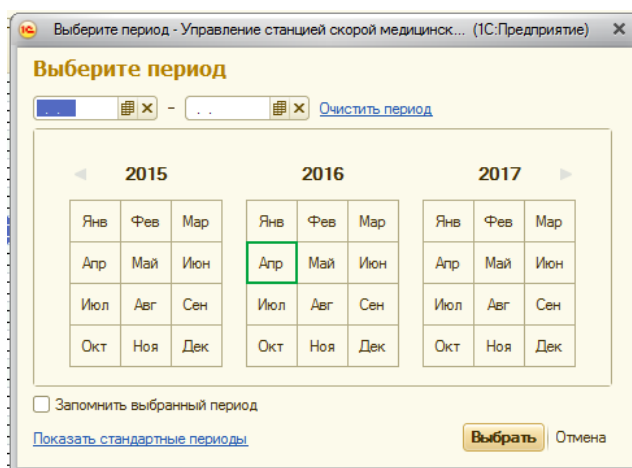 1С Выберите период - Управление станцией скорой медицинск... (1С:Предприятие)
Выберите период
. . – . . Очистить период
2015 2016 2017
Янв Фев Мар Янв Фев Мар Янв Фев Мар
Апр Май Июн Апр Май Июн Апр Май Июн
Июл Авг Сен Июл Авг Сен Июл Авг Сен
Окт Ноя Дек Окт Ноя Дек Окт Ноя Дек
Запомнить выбранный период
Показать стандартные периоды Выбрать Отмена